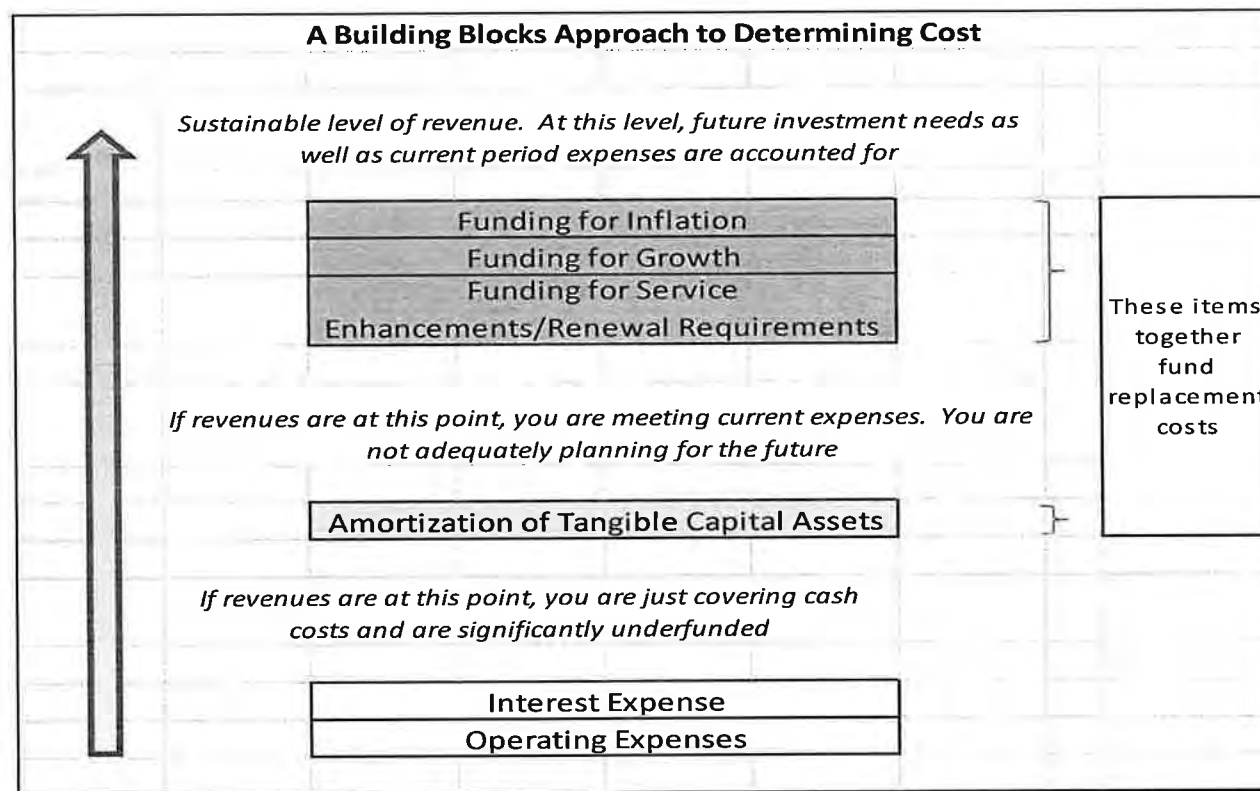 A Building Blocks Approach to Determining Cost
Sustainable level of revenue. At this level, future investment needs as
well as current period expenses are accounted for
Funding for Inflation
Funding for Growth
Funding for Service
Enhancements/Renewal Requirements
These items
together
fund
replacement
costs
If revenues are at this point, you are meeting current expenses. You are
not adequately planning for the future
Amortization of Tangible Capital Assets
If revenues are at this point, you are just covering cash
costs and are significantly underfunded
Interest Expense
Operating Expenses